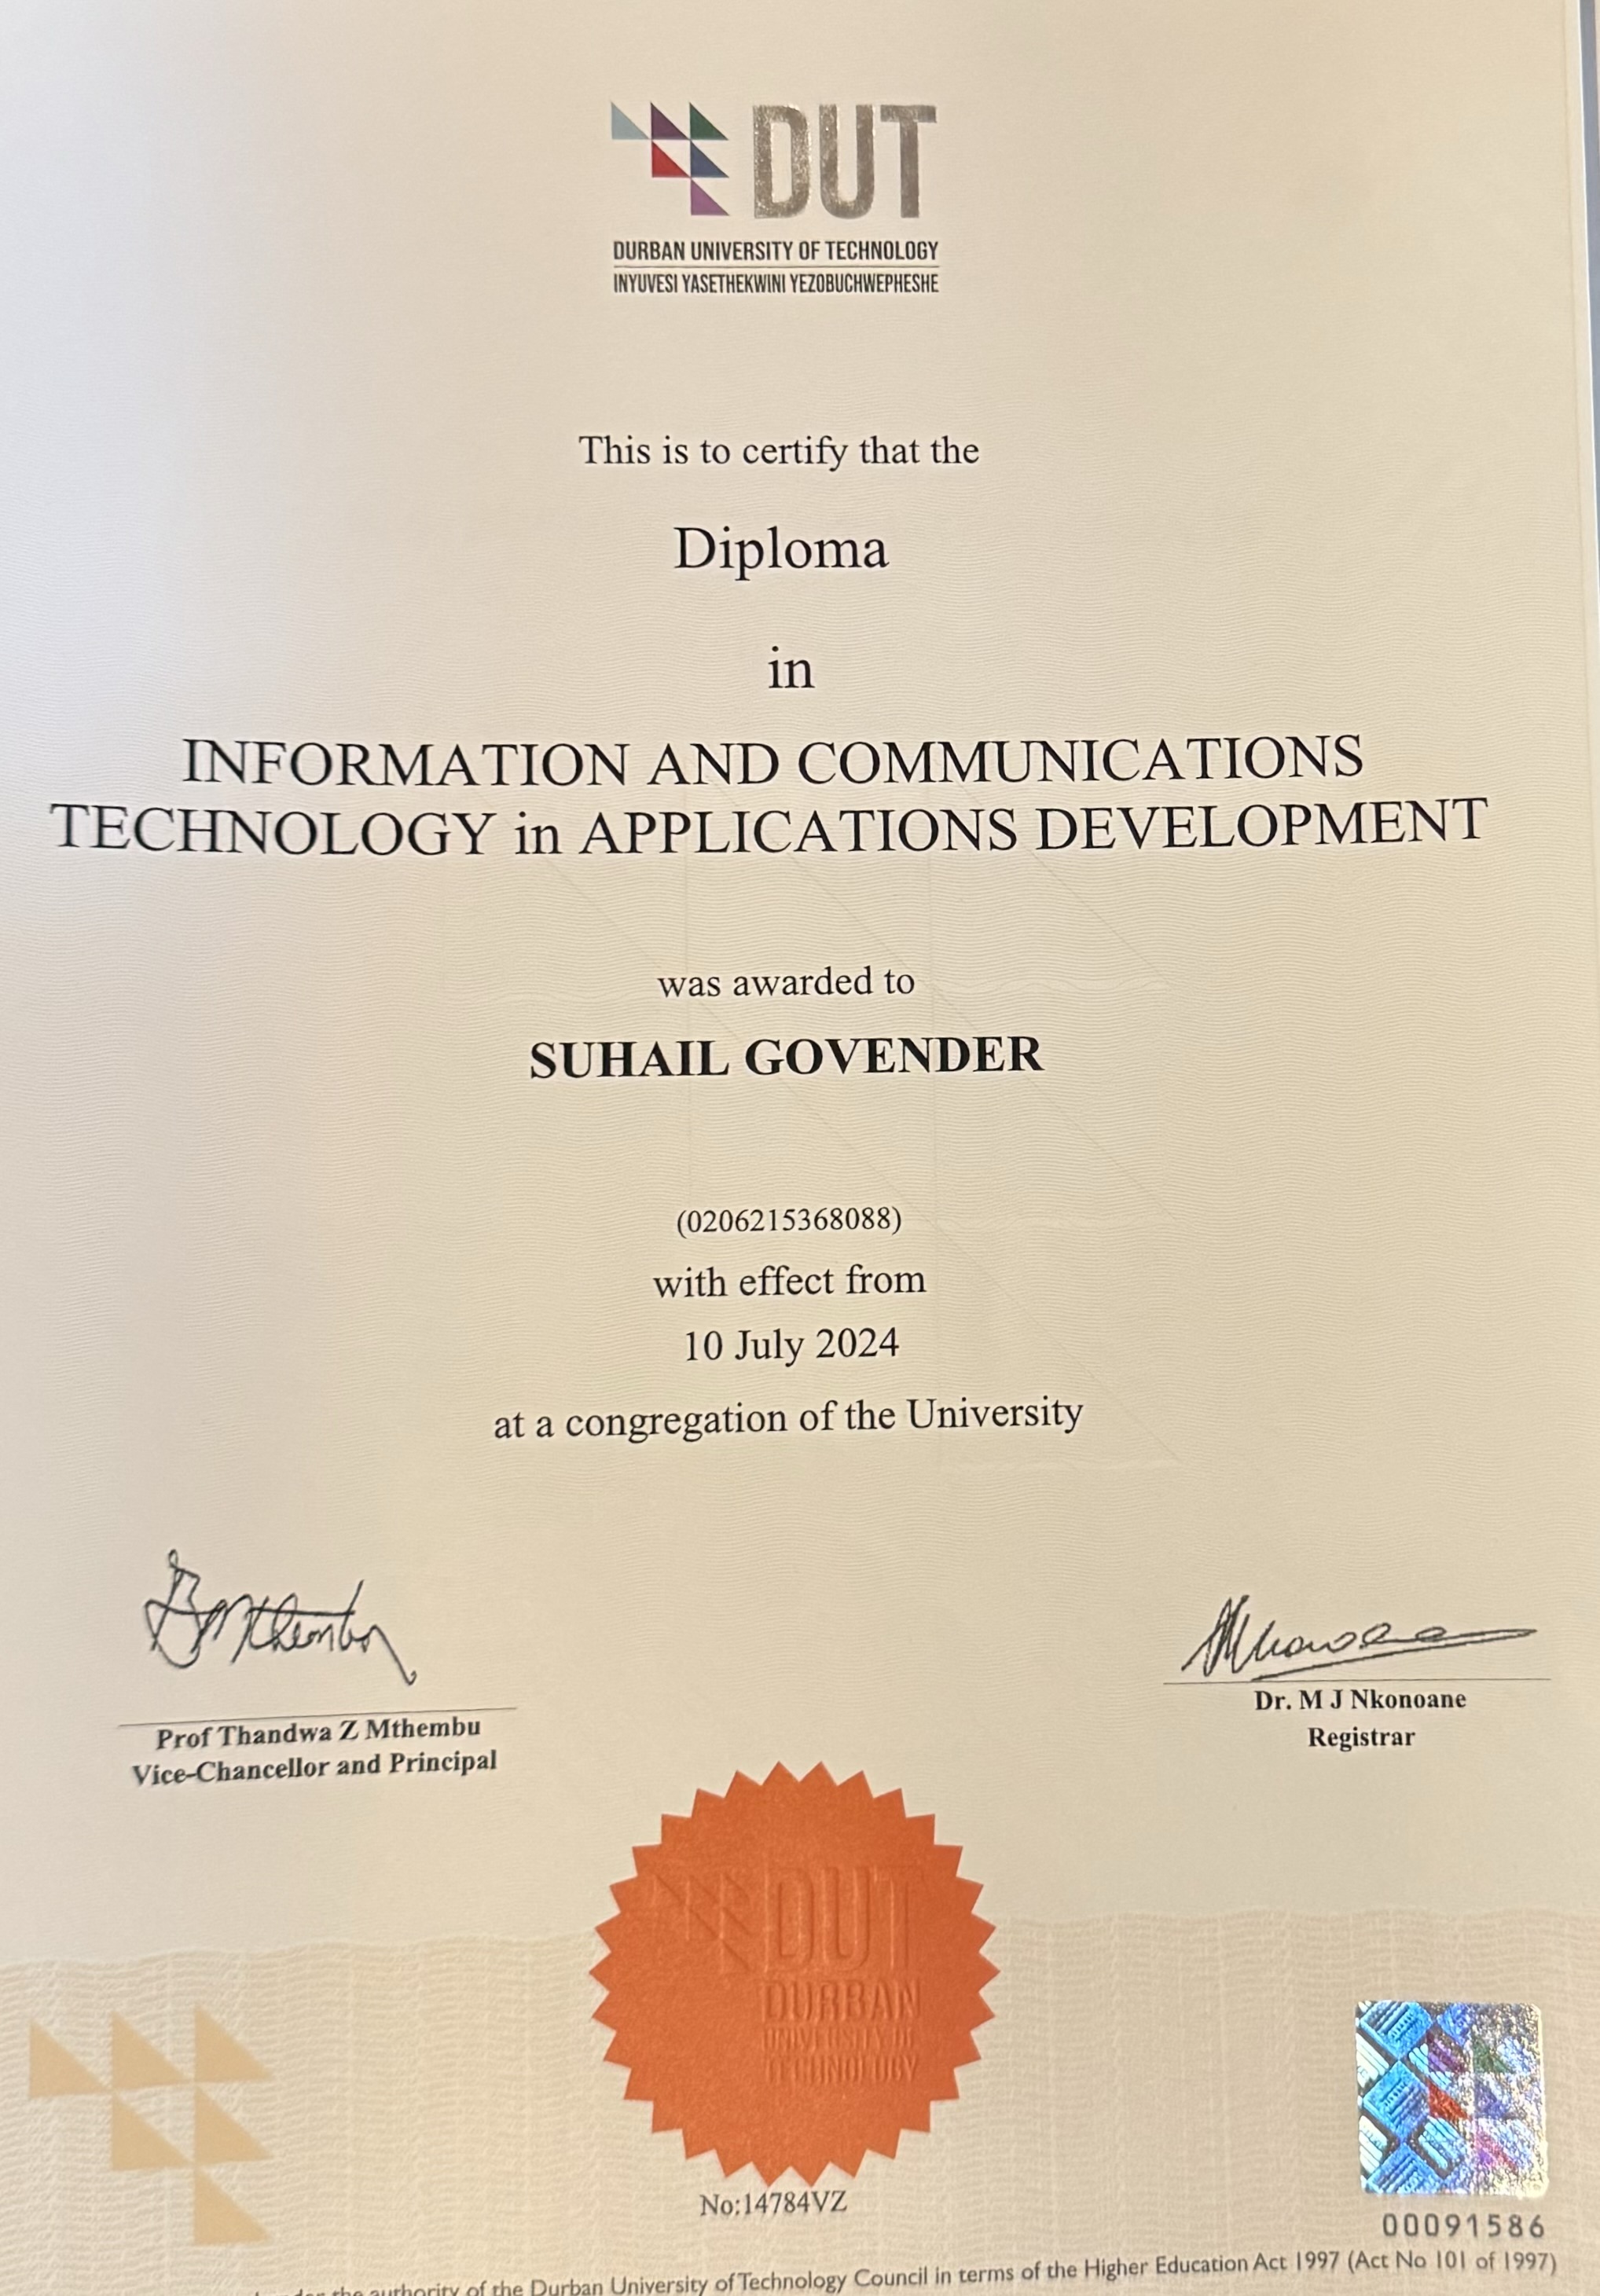 DUT
DURBAN UNIVERSITY OF TECHNOLOGY
INYUVESI YASETHEKWINI YEZOBUCHWEPHESHE
This is to certify that the
Diploma
in
INFORMATION AND COMMUNICATIONS
TECHNOLOGY in APPLICATIONS DEVELOPMENT
was awarded to
SUHAIL GOVENDER
(0206215368088)
with effect from
10 July 2024
at a congregation of the University
Prof Thandwa Z Mthembu
Vice-Chancellor and Principal
Dr. M J Nkonoane
Registrar
DUT
DURBAN
UNIVERSITY OF
TECHNOLOGY
No:14784VZ
00091586
the authority of the Durban University of Technology Council in terms of the Higher Education Act 1997 (Act No 101 of 1997)